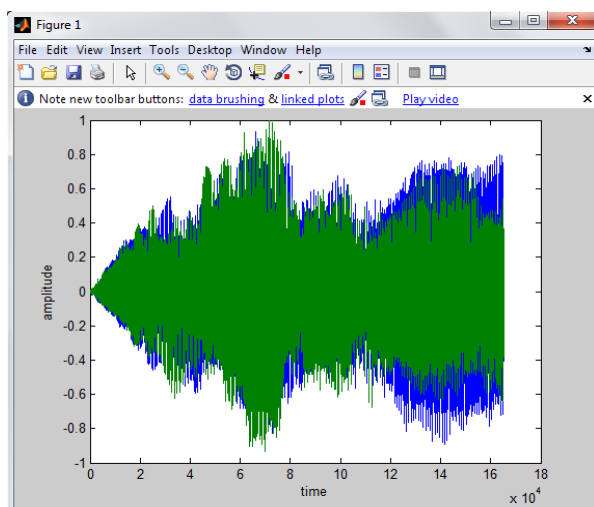 Figure 1
File Edit View Insert Tools Desktop Window Help
Note new toolbar buttons: data brushing & linked plots Play video
1
0.8
0.6
0.4
0.2
0
-0.2
-0.4
-0.6
-0.8
-1
amplitude
0 2 4 6 8 10 12 14 16 18
time
x 10^4